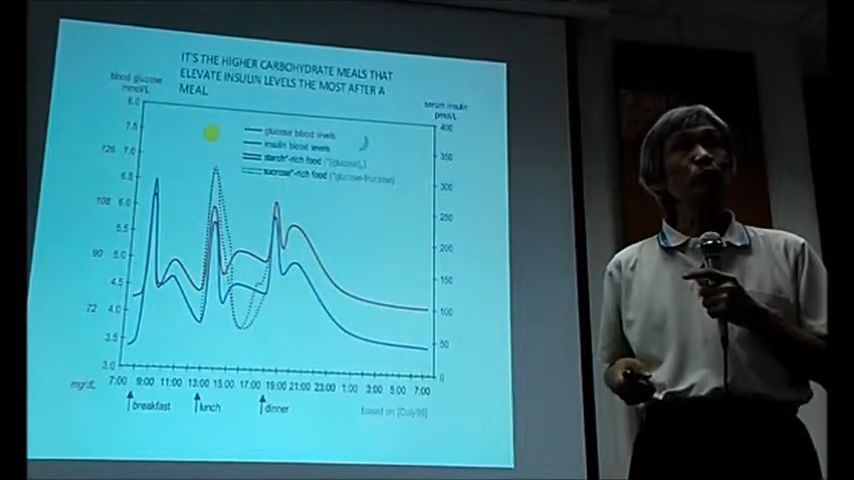 IT'S THE HIGHER CARBOHYDRATE MEALS THAT
ELEVATE INSULIN LEVELS THE MOST AFTER A
MEAL
blood glucose
mmol/L
serum insulin
pmol/L
glucose blood levels
insulin blood levels
starch*-rich food (*(glucose)ₙ)
sucrose*-rich food (*glucose-fructose)
8.0
7.5
126
6.5
108 6.0
5.5
90 5.0
4.5
72
3.5
3.0
mg/dL
400
350
300
250
200
150
100
50
0
7:00 9:00 11:00 13:00 15:00 17:00 19:00 21:00 23:00 1:00 3:00 5:00 7:00
breakfast lunch dinner
based on [Daly98]